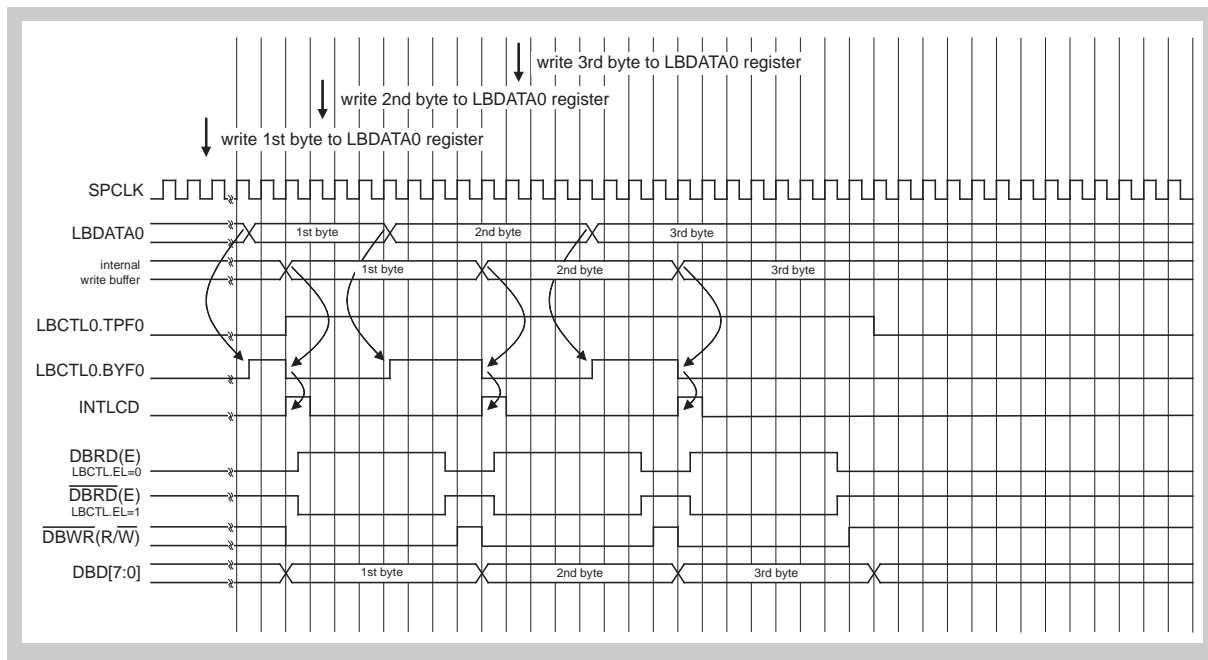 write 3rd byte to LBDATA0 register
write 2nd byte to LBDATA0 register
write 1st byte to LBDATA0 register
SPCLK
LBDATA0 1st byte 2nd byte 3rd byte
internal
write buffer 1st byte 2nd byte 3rd byte
LBCTL0.TPF0
LBCTL0.BYF0
INTLCD
DBRD(E)
LBCTL.EL=0
D̅B̅R̅D̅(E)
LBCTL.EL=1
D̅B̅W̅R̅(R/W̅)
DBD[7:0] 1st byte 2nd byte 3rd byte